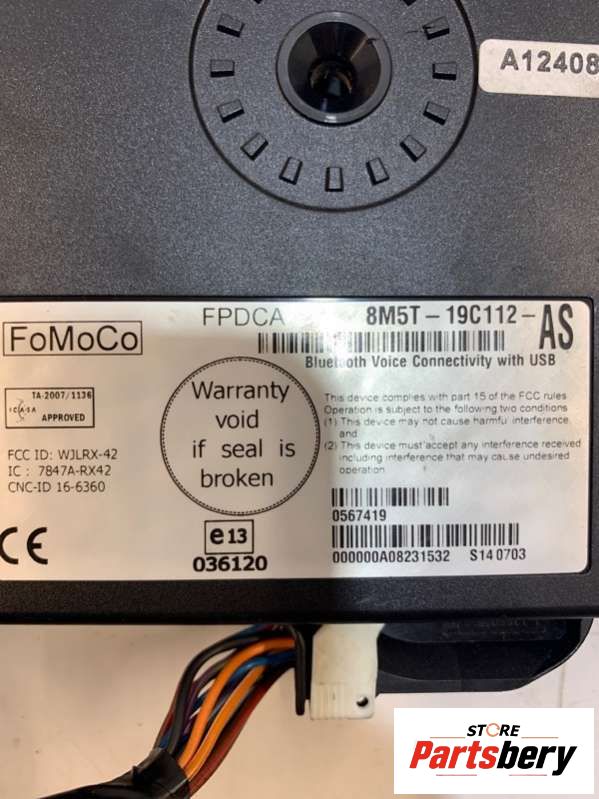 A12408
FoMoCo
FPDCA 8M5T-19C112-AS
Bluetooth Voice Connectivity with USB
TA-2007/1136
ICASA
APPROVED
Warranty
void
if seal is
broken
This device complies with part 15 of the FCC rules
Operation is subject to the following two conditions
(1) This device may not cause harmful interference,
and
(2) This device must accept any interference received
including interference that may cause undesired
operation
FCC ID: WJLRX-42
IC : 7847A-RX42
CNC-ID 16-6360
CE
e13
036120
0567419
000000A08231532 S14 0703
STORE
Partsbery